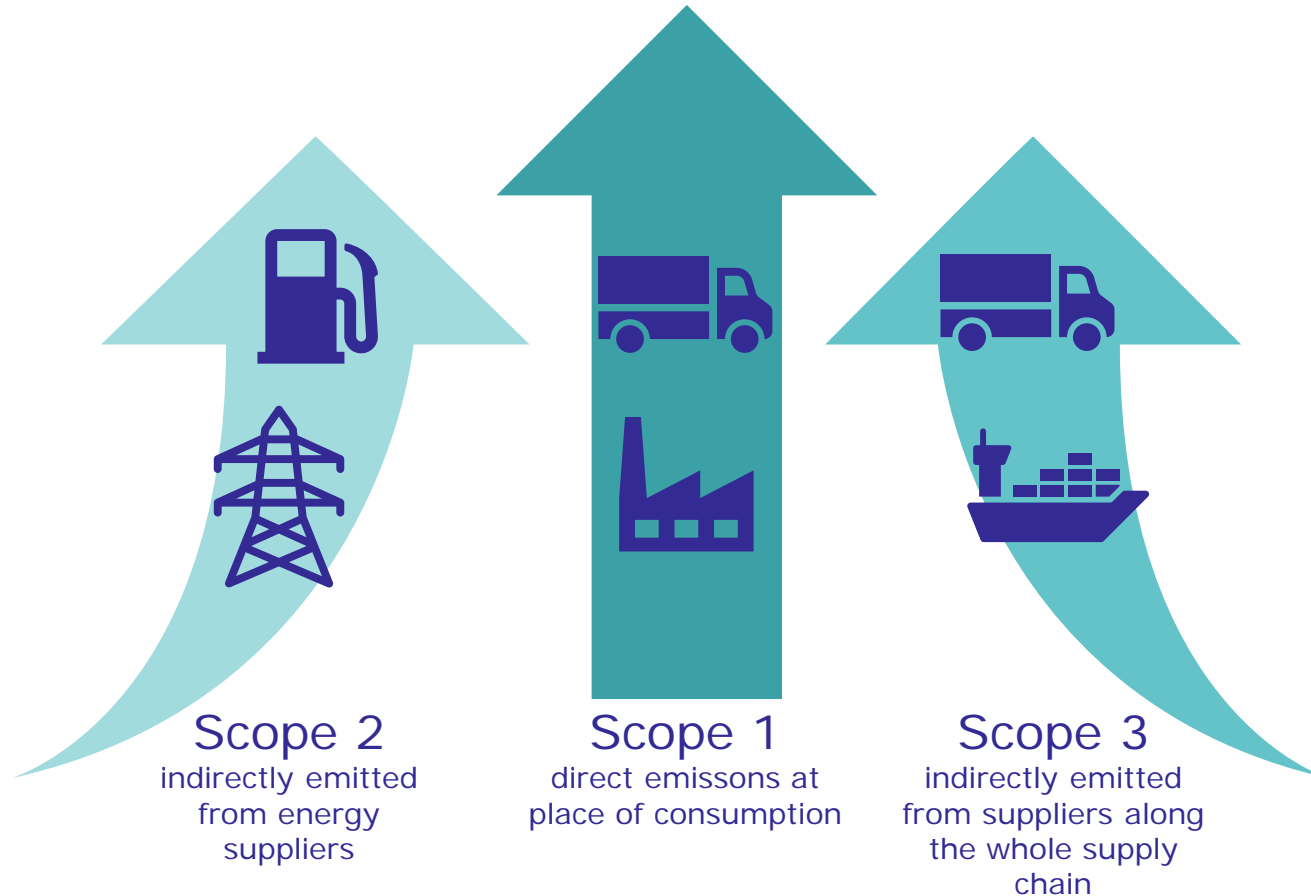 Scope 2
indirectly emitted
from energy
suppliers
Scope 1
direct emissons at
place of consumption
Scope 3
indirectly emitted
from suppliers along
the whole supply
chain